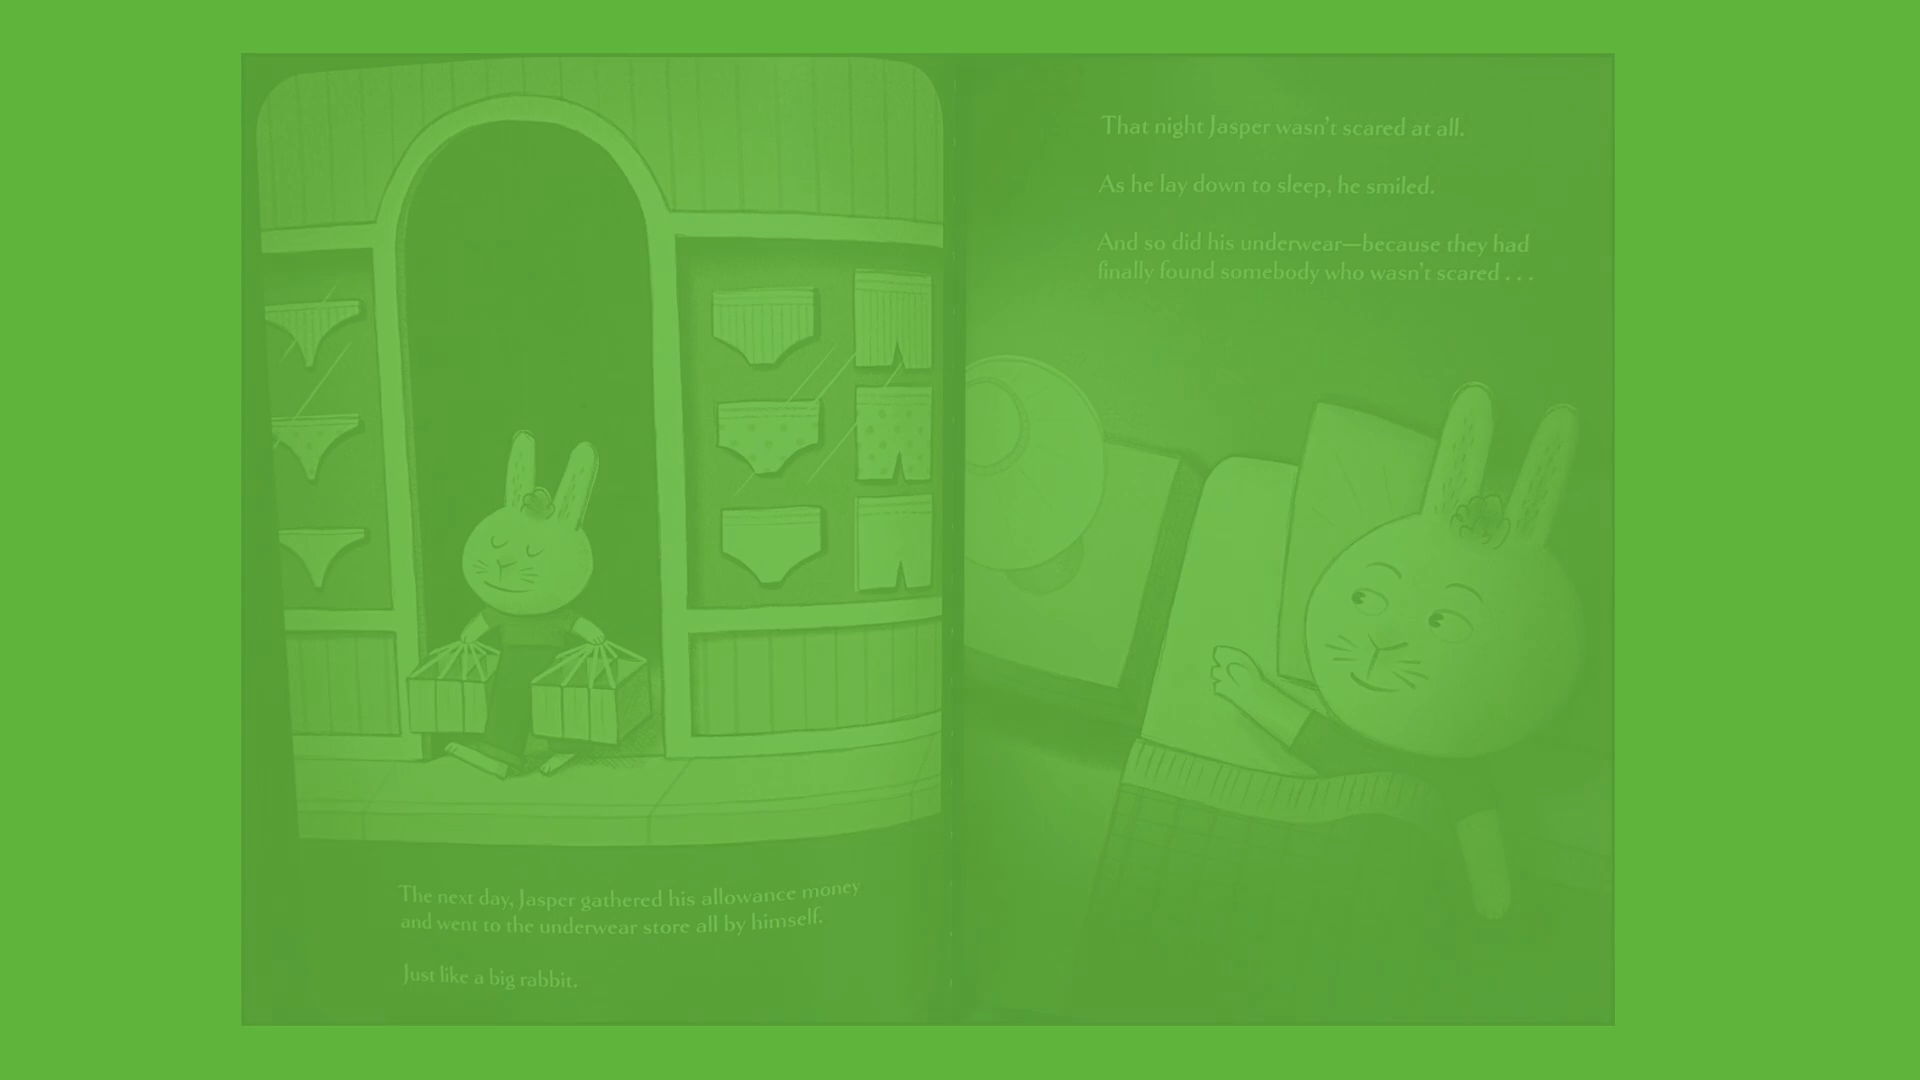 The next day, Jasper gathered his allowance money
and went to the underwear store all by himself.
Just like a big rabbit.
That night Jasper wasn't scared at all.
As he lay down to sleep, he smiled.
And so did his underwear—because they had
finally found somebody who wasn't scared . . .